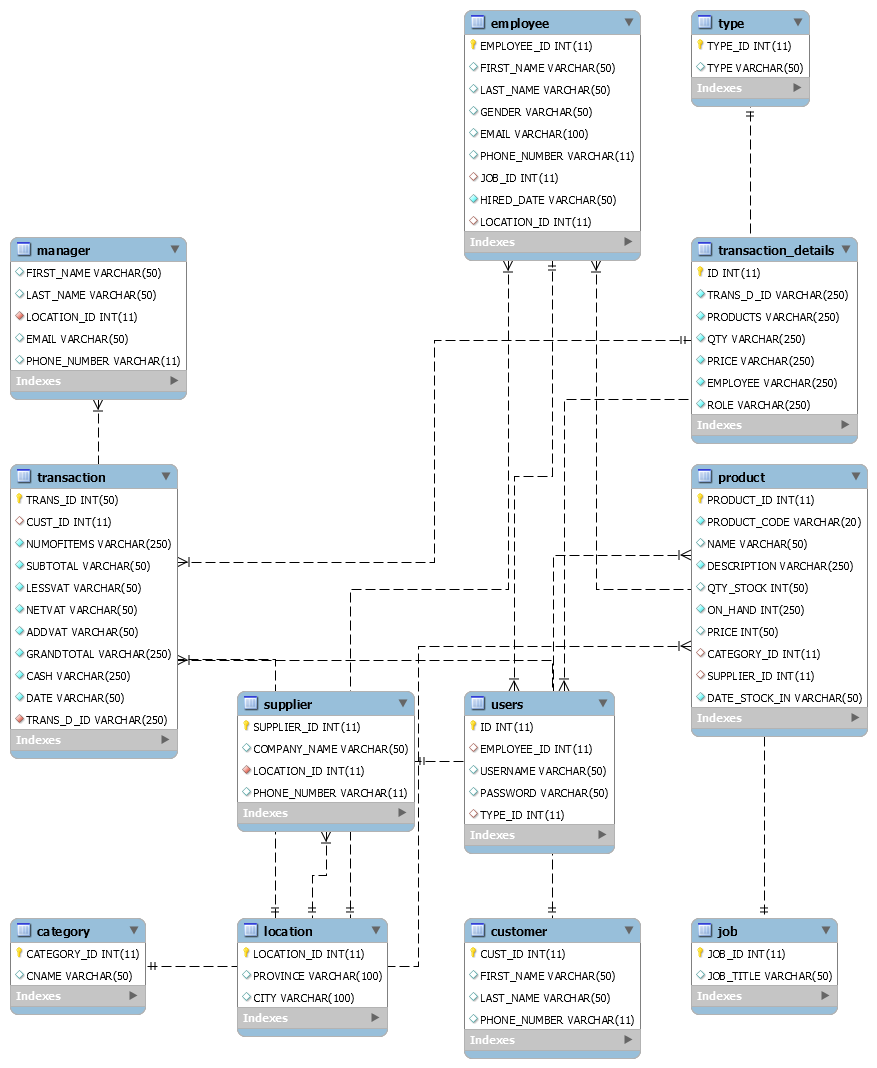 employee
EMPLOYEE_ID INT(11)
FIRST_NAME VARCHAR(50)
LAST_NAME VARCHAR(50)
GENDER VARCHAR(50)
EMAIL VARCHAR(100)
PHONE_NUMBER VARCHAR(11)
JOB_ID INT(11)
HIRED_DATE VARCHAR(50)
LOCATION_ID INT(11)
Indexes
type
TYPE_ID INT(11)
TYPE VARCHAR(50)
Indexes
manager
FIRST_NAME VARCHAR(50)
LAST_NAME VARCHAR(50)
LOCATION_ID INT(11)
EMAIL VARCHAR(50)
PHONE_NUMBER VARCHAR(11)
Indexes
transaction_details
ID INT(11)
TRANS_D_ID VARCHAR(250)
PRODUCTS VARCHAR(250)
QTY VARCHAR(250)
PRICE VARCHAR(250)
EMPLOYEE VARCHAR(250)
ROLE VARCHAR(250)
Indexes
transaction
TRANS_ID INT(50)
CUST_ID INT(11)
NUMOFITEMS VARCHAR(250)
SUBTOTAL VARCHAR(50)
LESSVAT VARCHAR(50)
NETVAT VARCHAR(50)
ADDVAT VARCHAR(50)
GRANDTOTAL VARCHAR(250)
CASH VARCHAR(250)
DATE VARCHAR(50)
TRANS_D_ID VARCHAR(250)
Indexes
product
PRODUCT_ID INT(11)
PRODUCT_CODE VARCHAR(20)
NAME VARCHAR(50)
DESCRIPTION VARCHAR(250)
QTY_STOCK INT(50)
ON_HAND INT(250)
PRICE INT(50)
CATEGORY_ID INT(11)
SUPPLIER_ID INT(11)
DATE_STOCK_IN VARCHAR(50)
Indexes
supplier
SUPPLIER_ID INT(11)
COMPANY_NAME VARCHAR(50)
LOCATION_ID INT(11)
PHONE_NUMBER VARCHAR(11)
Indexes
users
ID INT(11)
EMPLOYEE_ID INT(11)
USERNAME VARCHAR(50)
PASSWORD VARCHAR(50)
TYPE_ID INT(11)
Indexes
category
CATEGORY_ID INT(11)
CNAME VARCHAR(50)
Indexes
location
LOCATION_ID INT(11)
PROVINCE VARCHAR(100)
CITY VARCHAR(100)
Indexes
customer
CUST_ID INT(11)
FIRST_NAME VARCHAR(50)
LAST_NAME VARCHAR(50)
PHONE_NUMBER VARCHAR(11)
Indexes
job
JOB_ID INT(11)
JOB_TITLE VARCHAR(50)
Indexes